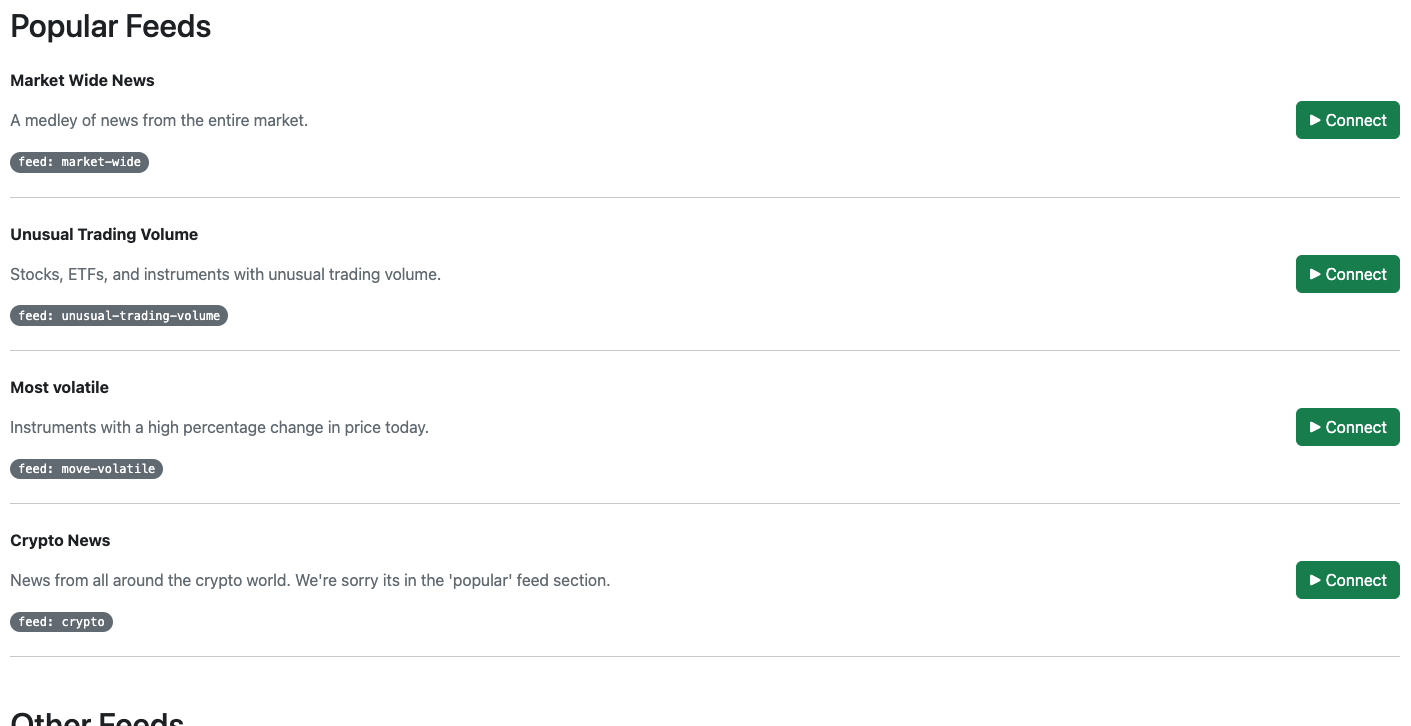 Popular Feeds
Market Wide News
A medley of news from the entire market.
Connect
feed: market-wide
Unusual Trading Volume
Stocks, ETFs, and instruments with unusual trading volume.
Connect
feed: unusual-trading-volume
Most volatile
Instruments with a high percentage change in price today.
Connect
feed: move-volatile
Crypto News
News from all around the crypto world. We're sorry its in the 'popular' feed section.
Connect
feed: crypto
Other Feeds